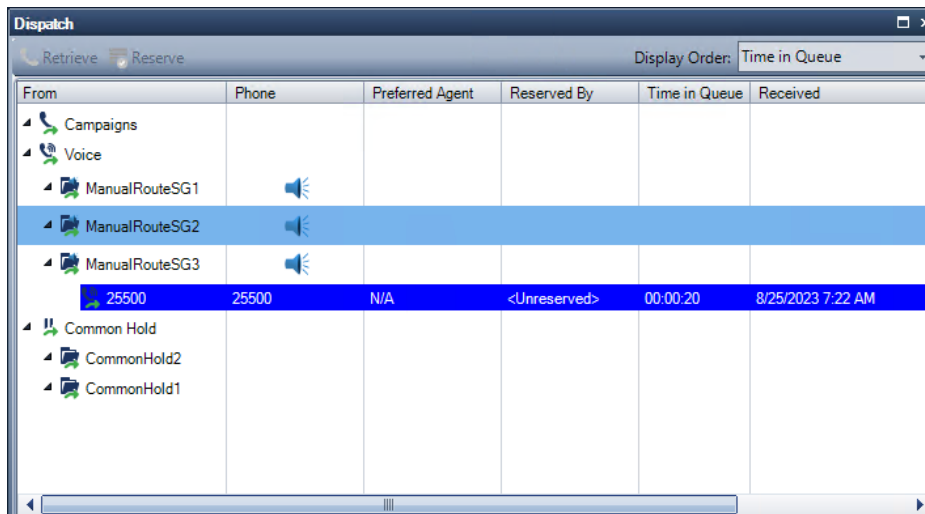 Dispatch
Retrieve Reserve Display Order: Time in Queue
From Phone Preferred Agent Reserved By Time in Queue Received
Campaigns
Voice
ManualRouteSG1
ManualRouteSG2
ManualRouteSG3
25500 25500 N/A <Unreserved> 00:00:20 8/25/2023 7:22 AM
Common Hold
CommonHold2
CommonHold1